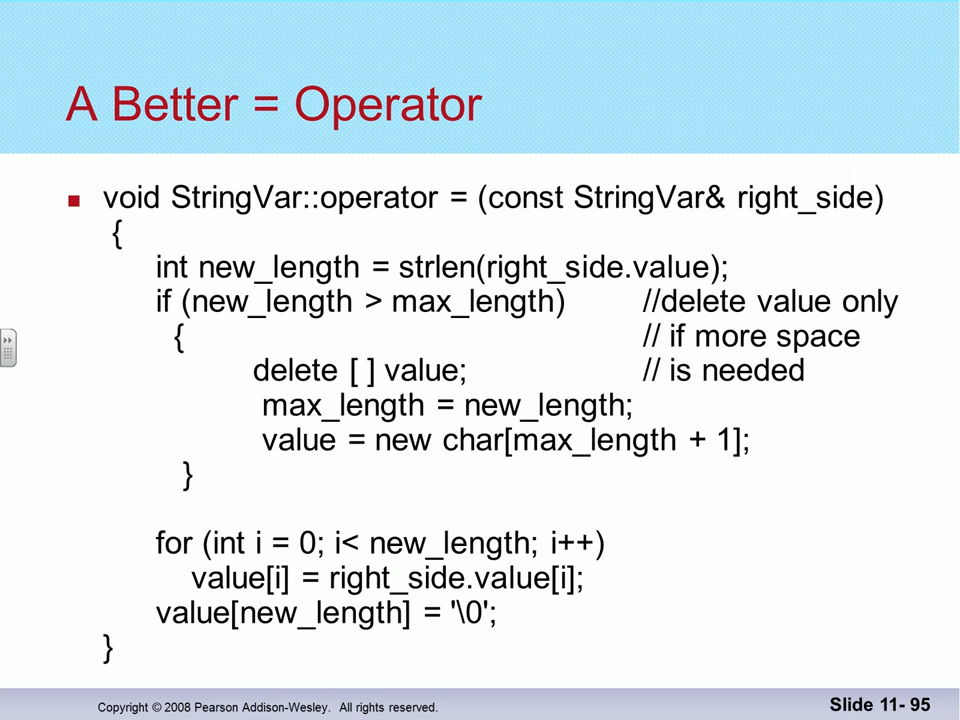 A Better = Operator
void StringVar::operator = (const StringVar& right_side)
{
int new_length = strlen(right_side.value);
if (new_length > max_length) //delete value only
{ // if more space
delete [ ] value; // is needed
max_length = new_length;
value = new char[max_length + 1];
}
for (int i = 0; i< new_length; i++)
value[i] = right_side.value[i];
value[new_length] = '\0';
}
Copyright © 2008 Pearson Addison-Wesley. All rights reserved.
Slide 11- 95